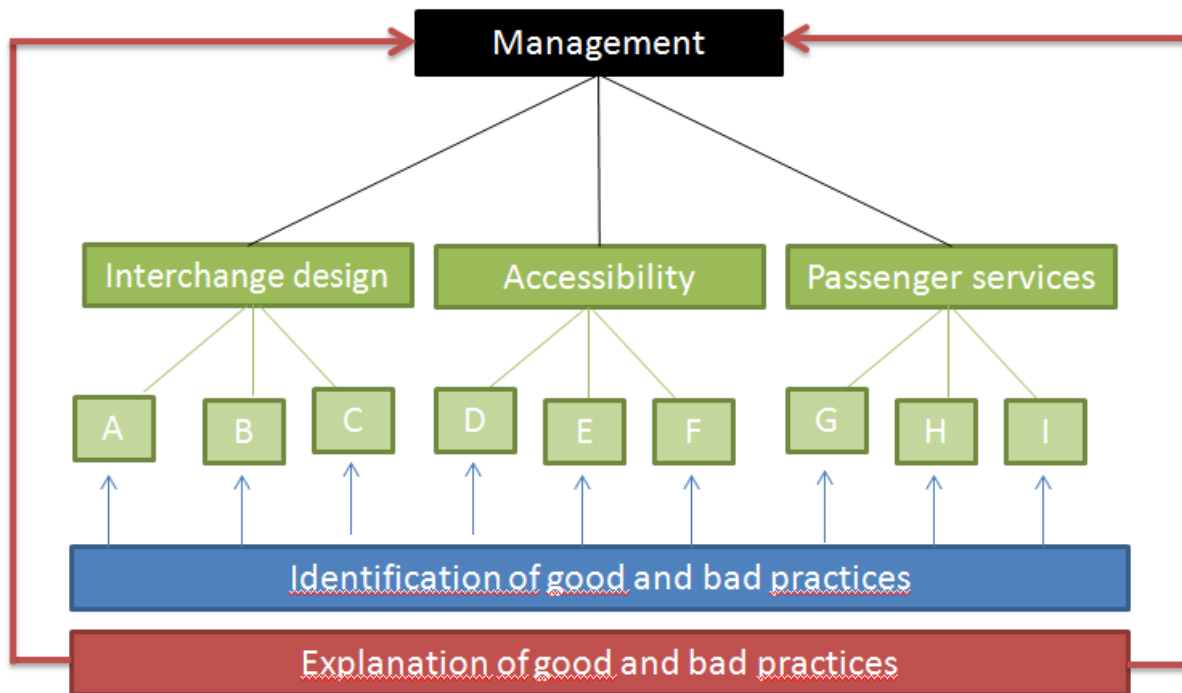 Management
Interchange design
Accessibility
Passenger services
A
B
C
D
E
F
G
H
I
Identification of good and bad practices
Explanation of good and bad practices